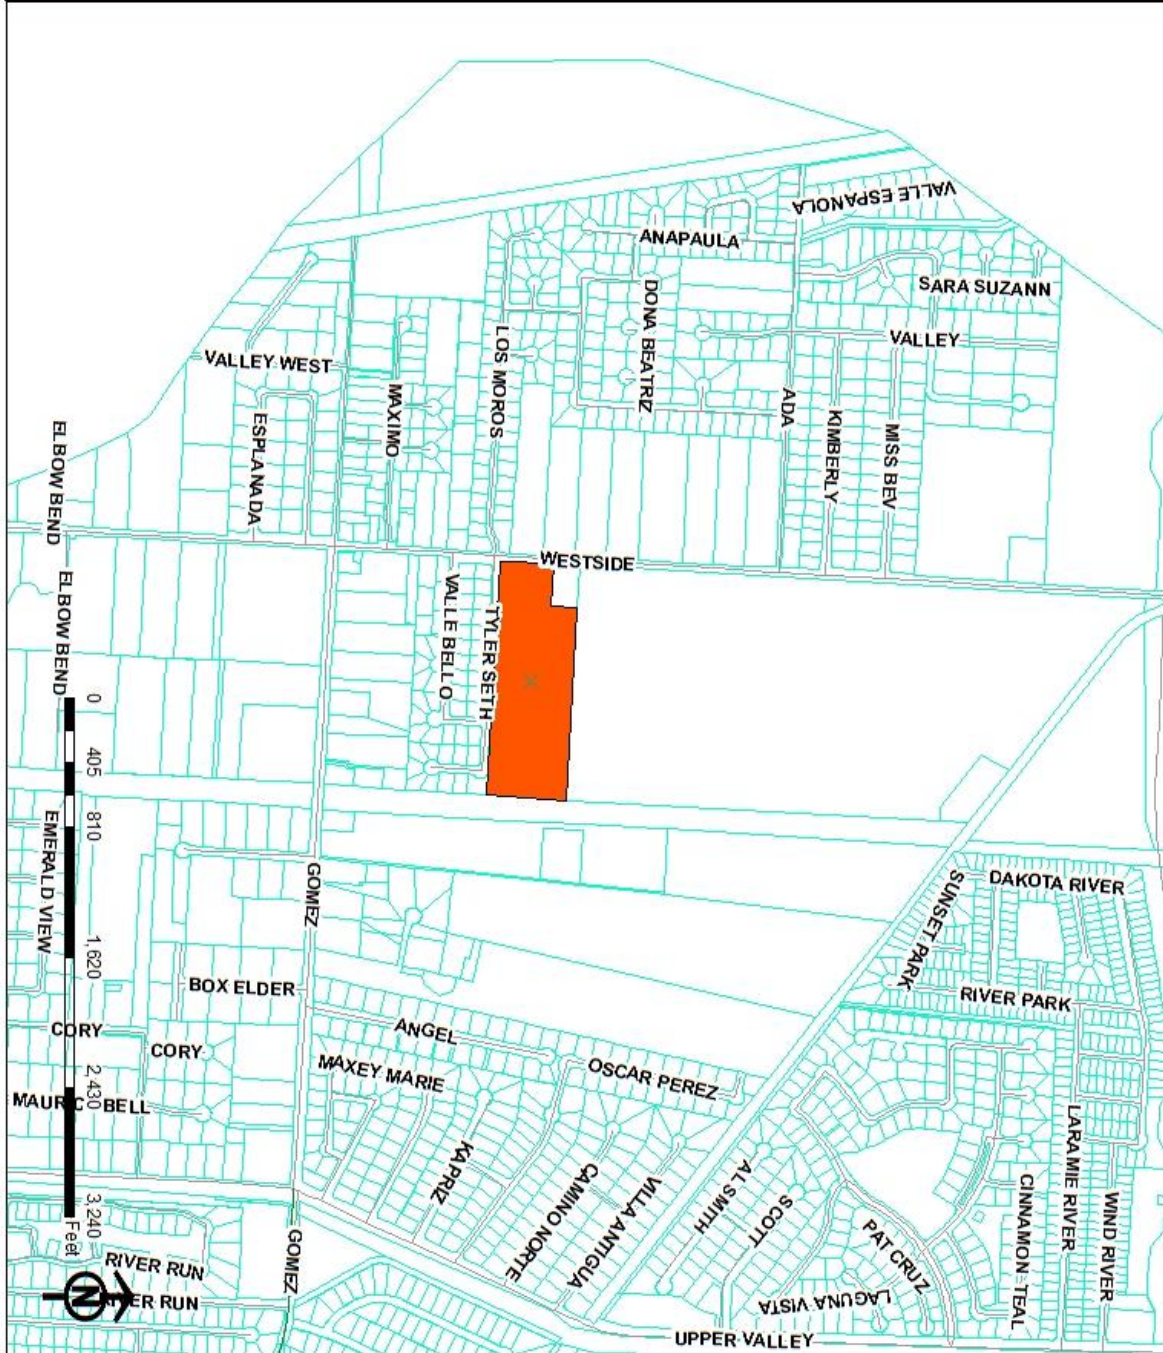 VALLE ESPANOLA
ANAPAULA
SARA SUZANN
DONA BEATRIZ
VALLEY
LOS MOROS
VALLEY WEST
MAXIMO
ADA
KIMBERLY
MISS BEV
ESPLANADA
ELBOW BEND
WESTSIDE
ELBOW BEND
VALLE BELLO
TYLER SETH
0
405
810
1,620
2,430
3,240
Feet
EMERALD VIEW
GOMEZ
SUNSET PARK
DAKOTA RIVER
BOX ELDER
RIVER PARK
ANGEL
CORY
CORY
MAXEY MARIE
OSCAR PEREZ
KAPRIZ
CAMINO NORTE
VILLA ANTIGUA
AL SMITH
SCOTT
PAT CRUZ
LARAMIE RIVER
CINNAMON TEAL
WIND RIVER
GOMEZ
RIVER RUN
LAGUNA VISTA
UPPER VALLEY
N